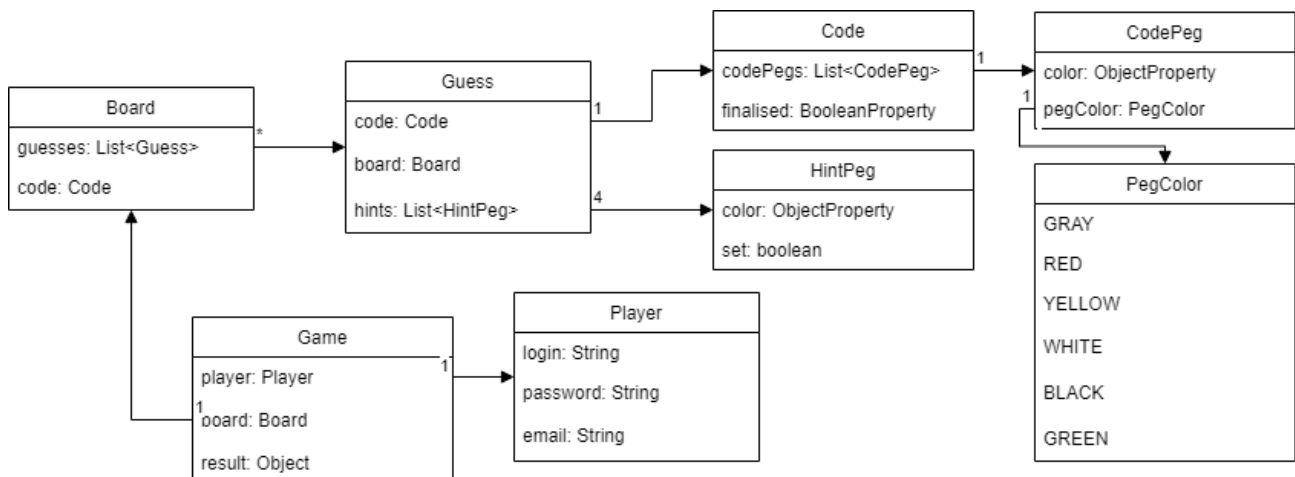 Board
guesses: List<Guess>
code: Code
*
Guess
code: Code
board: Board
hints: List<HintPeg>
1
4
Code
codePegs: List<CodePeg>
finalised: BooleanProperty
1
CodePeg
color: ObjectProperty
pegColor: PegColor
1
HintPeg
color: ObjectProperty
set: boolean
PegColor
GRAY
RED
YELLOW
WHITE
BLACK
GREEN
Game
player: Player
board: Board
result: Object
1
1
Player
login: String
password: String
email: String